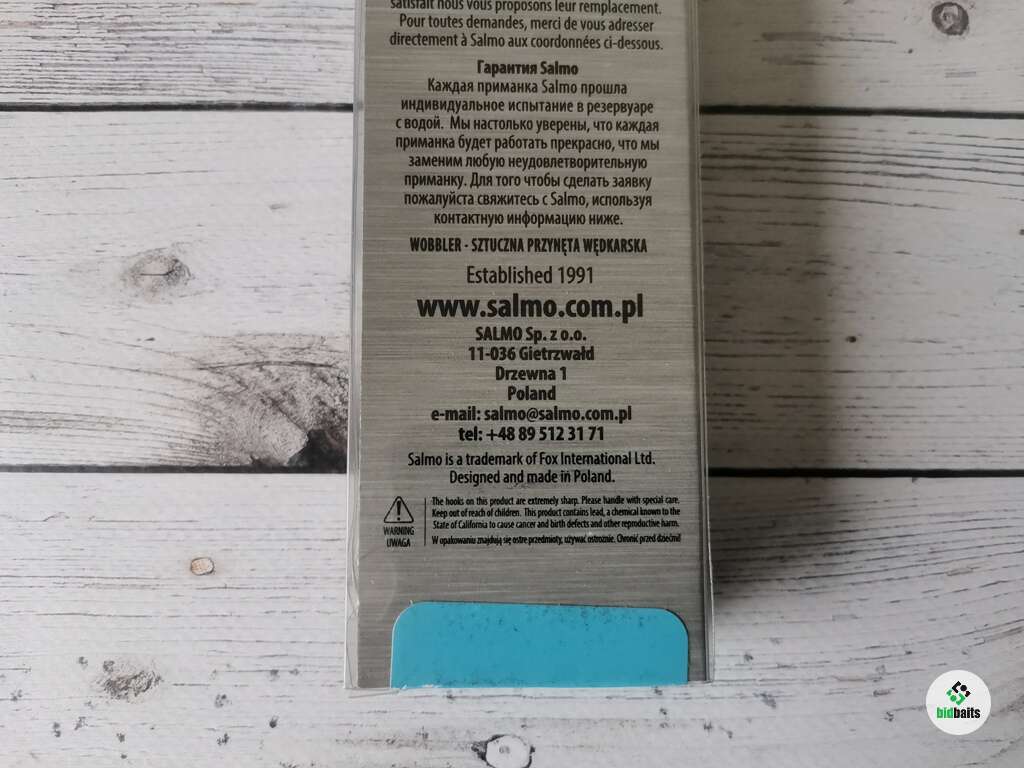 satisfait nous vous proposons leur remplacement.
Pour toutes demandes, merci de vous adresser
directement à Salmo aux coordonnées ci-dessous.
Гарантия Salmo
Каждая приманка Salmo прошла
индивидуальное испытание в резервуаре
с водой. Мы настолько уверены, что каждая
приманка будет работать прекрасно, что мы
заменим любую неудовлетворительную
приманку. Для того чтобы сделать заявку
пожалуйста свяжитесь с Salmo, используя
контактную информацию ниже.
WOBBLER - SZTUCZNA PRZYNĘTA WĘDKARSKA
Established 1991
www.salmo.com.pl
SALMO Sp. z o.o.
11-036 Gietrzwałd
Drzewna 1
Poland
e-mail: salmo@salmo.com.pl
tel: +48 89 512 31 71
Salmo is a trademark of Fox International Ltd.
Designed and made in Poland.
WARNING
UWAGA
The hooks on this product are extremely sharp. Please handle with special care.
Keep out of reach of children. This product contains lead, a chemical known to the
State of California to cause cancer and birth defects and other reproductive harm.
W opakowaniu znajdują się ostre przedmioty, używać ostrożnie. Chronić przed dziećmi!
bidbaits